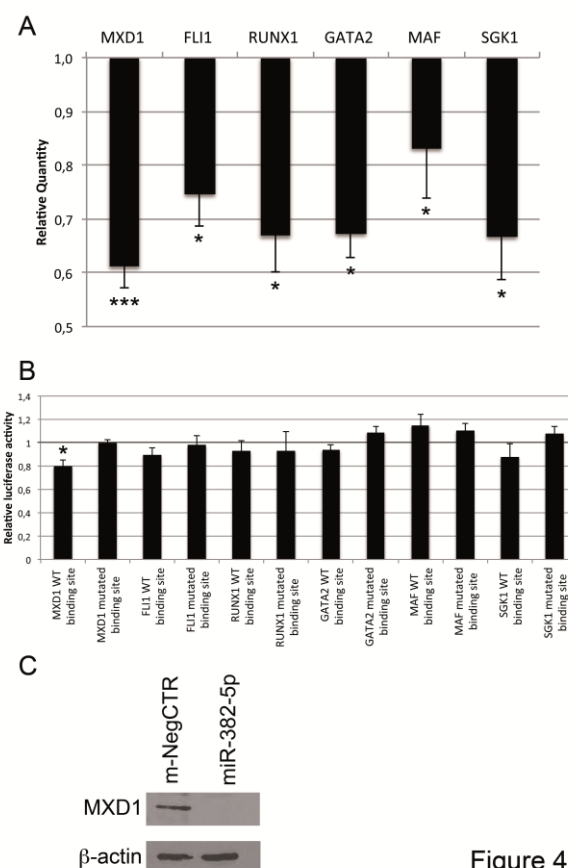 A
MXD1 FLI1 RUNX1 GATA2 MAF SGK1
1,0
0,9
0,8
0,7
0,6
0,5
Relative Quantity
***
*
*
*
*
*
B
1,4
1,2
1
0,8
0,6
0,4
0,2
0
Relative luciferase activity
*
MXD1 WT
binding site
MXD1 mutated
binding site
FLI1 WT
binding site
FLI1 mutated
binding site
RUNX1 WT
binding site
RUNX1 mutated
binding site
GATA2 WT
binding site
GATA2 mutated
binding site
MAF WT
binding site
MAF mutated
binding site
SGK1 WT
binding site
SGK1 mutated
binding site
C
m-NegCTR
miR-382-5p
MXD1
β-actin
Figure 4